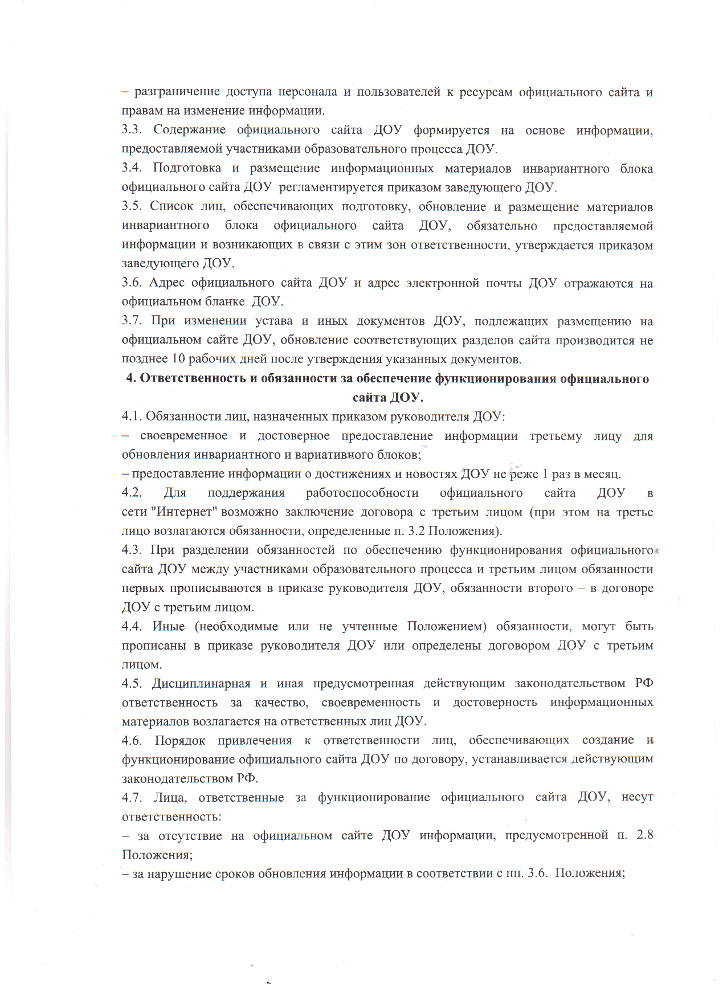 – разграничение доступа персонала и пользователей к ресурсам официального сайта и
правам на изменение информации.
3.3. Содержание официального сайта ДОУ формируется на основе информации,
предоставляемой участниками образовательного процесса ДОУ.
3.4. Подготовка и размещение информационных материалов инвариантного блока
официального сайта ДОУ регламентируется приказом заведующего ДОУ.
3.5. Список лиц, обеспечивающих подготовку, обновление и размещение материалов
инвариантного блока официального сайта ДОУ, обязательно предоставляемой
информации и возникающих в связи с этим зон ответственности, утверждается приказом
заведующего ДОУ.
3.6. Адрес официального сайта ДОУ и адрес электронной почты ДОУ отражаются на
официальном бланке ДОУ.
3.7. При изменении устава и иных документов ДОУ, подлежащих размещению на
официальном сайте ДОУ, обновление соответствующих разделов сайта производится не
позднее 10 рабочих дней после утверждения указанных документов.
4. Ответственность и обязанности за обеспечение функционирования официального
сайта ДОУ.
4.1. Обязанности лиц, назначенных приказом руководителя ДОУ:
– своевременное и достоверное предоставление информации третьему лицу для
обновления инвариантного и вариативного блоков;
– предоставление информации о достижениях и новостях ДОУ не реже 1 раз в месяц.
4.2. Для поддержания работоспособности официального сайта ДОУ в
сети "Интернет" возможно заключение договора с третьим лицом (при этом на третье
лицо возлагаются обязанности, определенные п. 3.2 Положения).
4.3. При разделении обязанностей по обеспечению функционирования официального
сайта ДОУ между участниками образовательного процесса и третьим лицом обязанности
первых прописываются в приказе руководителя ДОУ, обязанности второго – в договоре
ДОУ с третьим лицом.
4.4. Иные (необходимые или не учтенные Положением) обязанности, могут быть
прописаны в приказе руководителя ДОУ или определены договором ДОУ с третьим
лицом.
4.5. Дисциплинарная и иная предусмотренная действующим законодательством РФ
ответственность за качество, своевременность и достоверность информационных
материалов возлагается на ответственных лиц ДОУ.
4.6. Порядок привлечения к ответственности лиц, обеспечивающих создание и
функционирование официального сайта ДОУ по договору, устанавливается действующим
законодательством РФ.
4.7. Лица, ответственные за функционирование официального сайта ДОУ, несут
ответственность:
– за отсутствие на официальном сайте ДОУ информации, предусмотренной п. 2.8
Положения;
– за нарушение сроков обновления информации в соответствии с пп. 3.6. Положения;